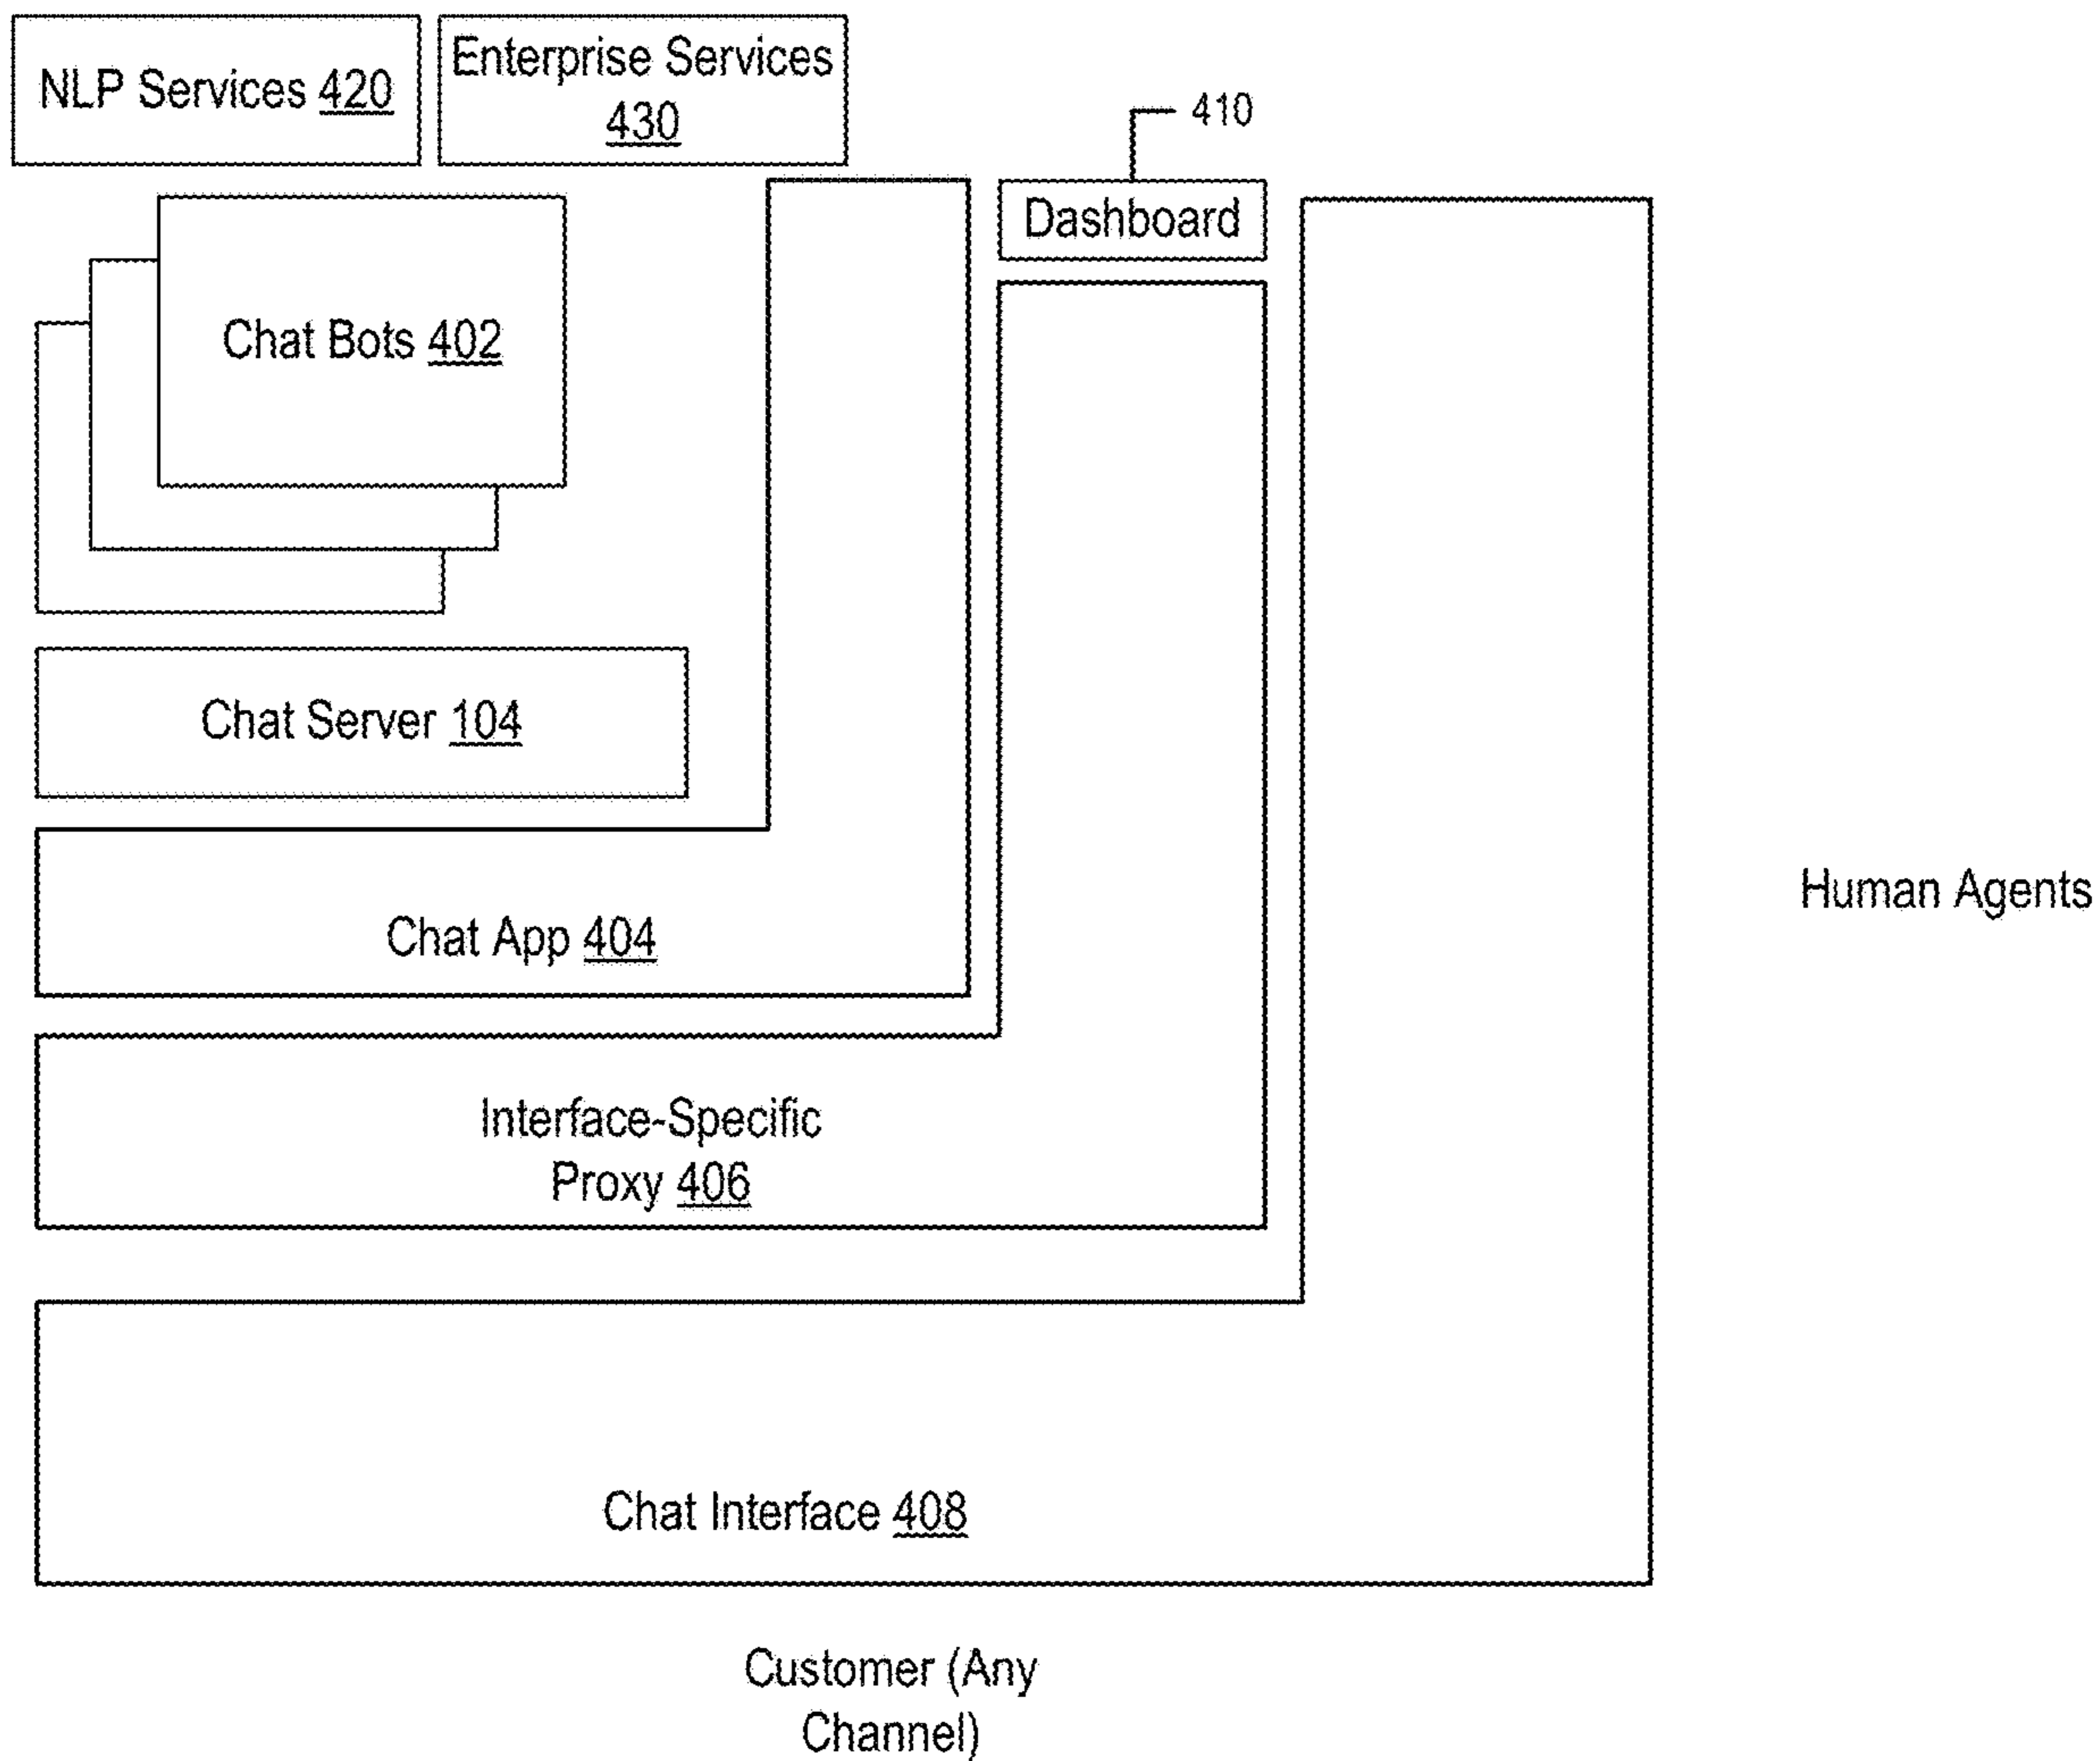 NLP Services 420
Enterprise Services
430
410
Dashboard
Chat Bots 402
Chat Server 104
Human Agents
Chat App 404
Interface-Specific
Proxy 406
Chat Interface 408
Customer (Any
Channel)